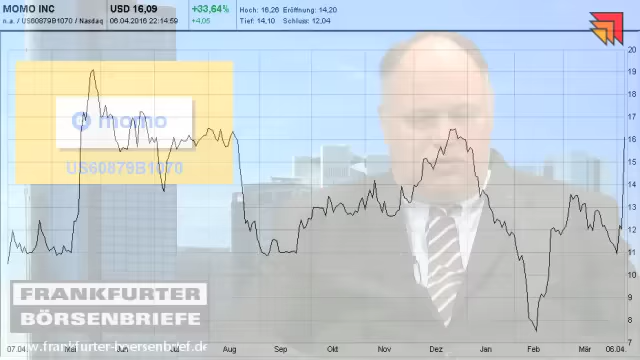 MOMO INC USD 16,09 +33,64% Hoch: 16,26 Eröffnung: 14,20
n.a. / US60879B1070 / Nasdaq 06.04.2016 22:14:59 +4,05 Tief: 14,10 Schluss: 12,04
20
19
18
17
16
15
14
13
12
11
10
9
8
7
momo
US60879B1070
FRANKFURTER
BÖRSENBRIEFE
07.04. Mai Jun Jul Aug Sep Okt Nov Dez Jan Feb Mär 06.04.
www.frankfurter-boersenbrief.de